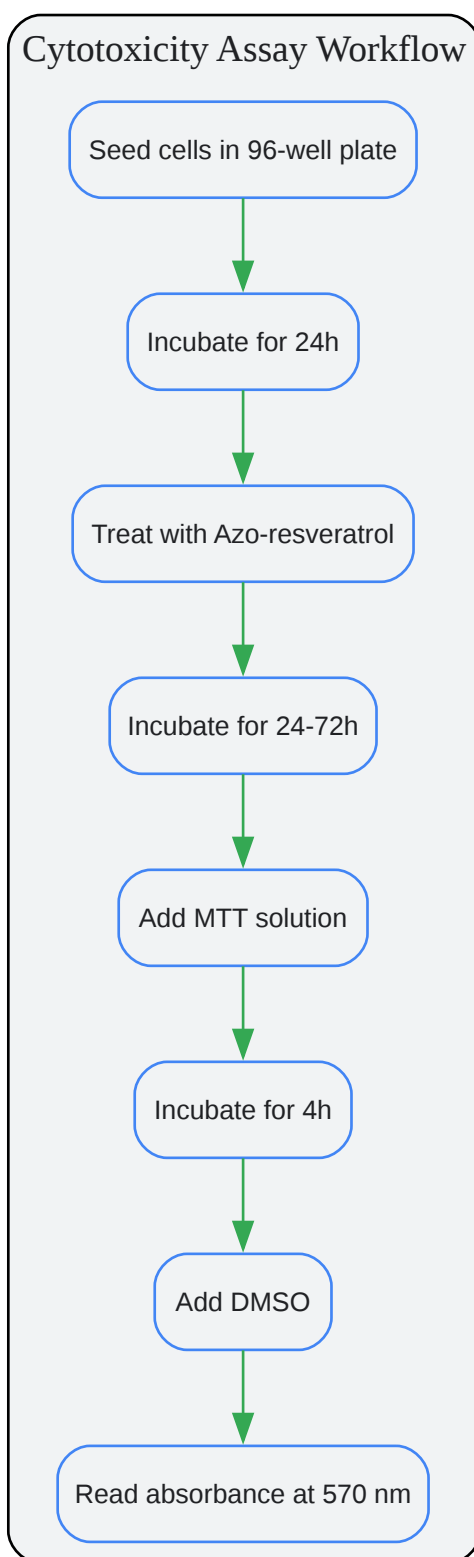 Cytotoxicity Assay Workflow
Seed cells in 96-well plate
Incubate for 24h
Treat with Azo-resveratrol
Incubate for 24-72h
Add MTT solution
Incubate for 4h
Add DMSO
Read absorbance at 570 nm